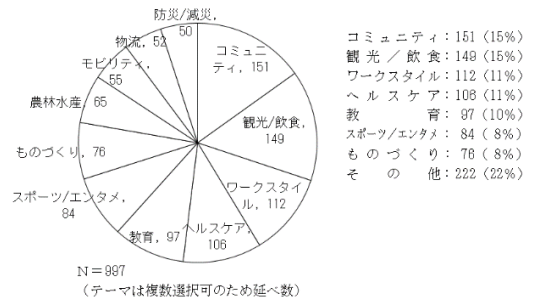 防災/減災,
50
物流, 52
モビリティ,
55
農林水産, 65
ものづくり, 76
スポーツ/エンタメ,
84
教育, 97
ヘルスケア,
106
ワークスタイ
ル, 112
観光/飲食,
149
コミュニ
ティ, 151
N＝997
（テーマは複数選択可のため延べ数）
コミュニティ：151（15%）
観光／飲食：149（15%）
ワークスタイル：112（11%）
ヘルスケア：106（11%）
教育：97（10%）
スポーツ/エンタメ：84（8%）
ものづくり：76（8%）
その他：222（22%）